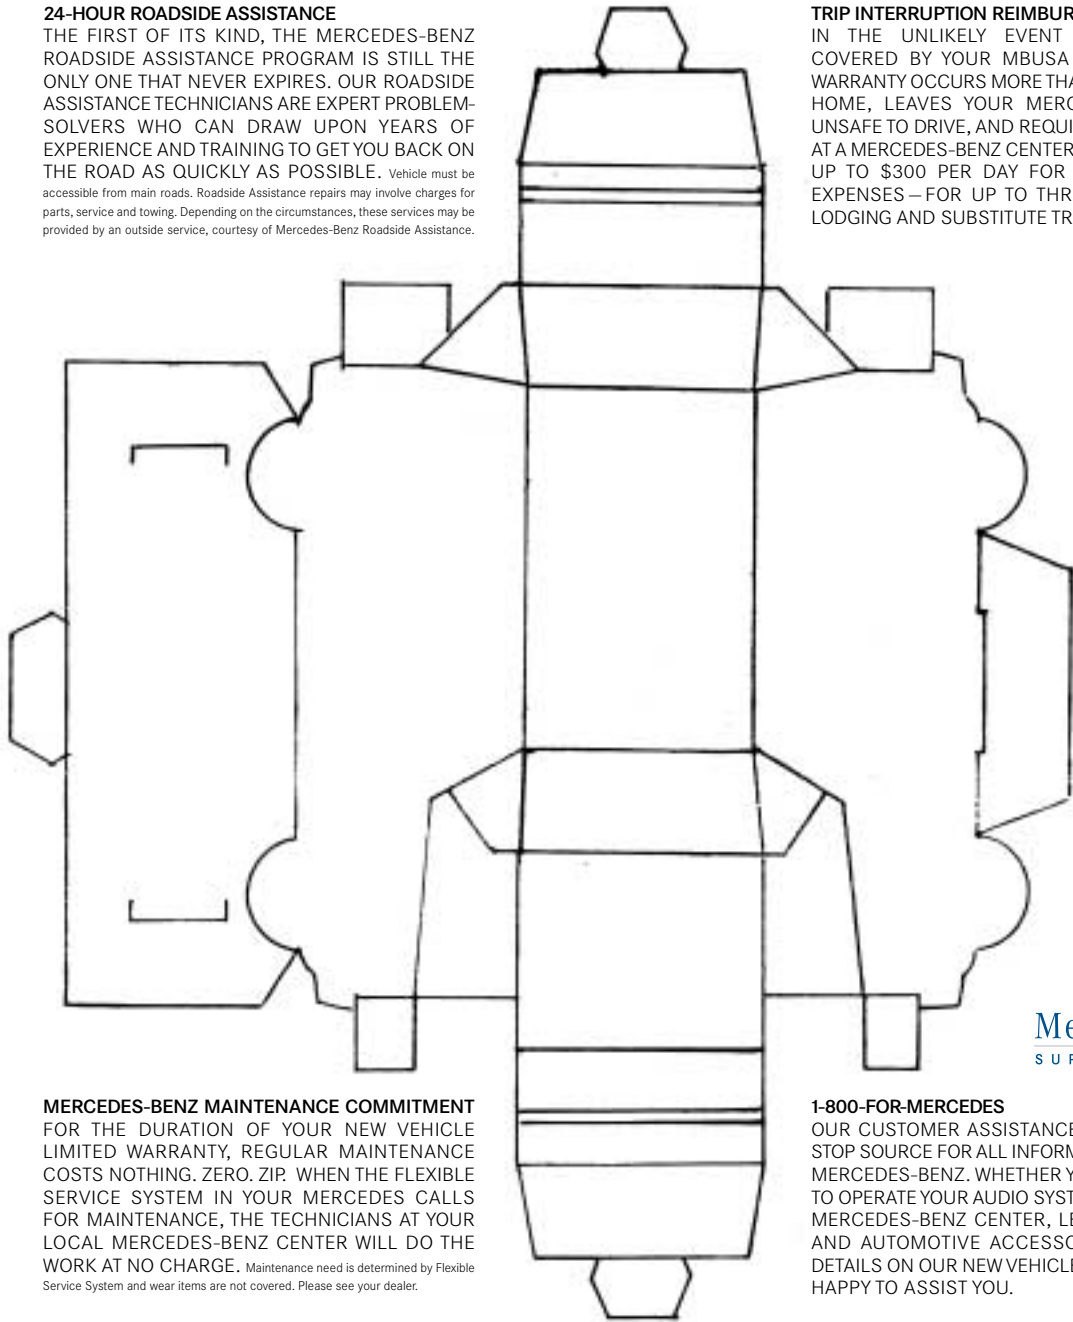 24-HOUR ROADSIDE ASSISTANCE
THE FIRST OF ITS KIND, THE MERCEDES-BENZ
ROADSIDE ASSISTANCE PROGRAM IS STILL THE
ONLY ONE THAT NEVER EXPIRES. OUR ROADSIDE
ASSISTANCE TECHNICIANS ARE EXPERT PROBLEM-
SOLVERS WHO CAN DRAW UPON YEARS OF
EXPERIENCE AND TRAINING TO GET YOU BACK ON
THE ROAD AS QUICKLY AS POSSIBLE. Vehicle must be
accessible from main roads. Roadside Assistance repairs may involve charges for
parts, service and towing. Depending on the circumstances, these services may be
provided by an outside service, courtesy of Mercedes-Benz Roadside Assistance.
TRIP INTERRUPTION REIMBUR
IN THE UNLIKELY EVENT
COVERED BY YOUR MBUSA
WARRANTY OCCURS MORE THA
HOME, LEAVES YOUR MERC
UNSAFE TO DRIVE, AND REQUI
AT A MERCEDES-BENZ CENTER
UP TO $300 PER DAY FOR
EXPENSES – FOR UP TO THR
LODGING AND SUBSTITUTE TR
Me
SUP
MERCEDES-BENZ MAINTENANCE COMMITMENT
FOR THE DURATION OF YOUR NEW VEHICLE
LIMITED WARRANTY, REGULAR MAINTENANCE
COSTS NOTHING. ZERO. ZIP. WHEN THE FLEXIBLE
SERVICE SYSTEM IN YOUR MERCEDES CALLS
FOR MAINTENANCE, THE TECHNICIANS AT YOUR
LOCAL MERCEDES-BENZ CENTER WILL DO THE
WORK AT NO CHARGE. Maintenance need is determined by Flexible
Service System and wear items are not covered. Please see your dealer.
1-800-FOR-MERCEDES
OUR CUSTOMER ASSISTANCE
STOP SOURCE FOR ALL INFORM
MERCEDES-BENZ. WHETHER Y
TO OPERATE YOUR AUDIO SYST
MERCEDES-BENZ CENTER, LE
AND AUTOMOTIVE ACCESSO
DETAILS ON OUR NEW VEHICLE
HAPPY TO ASSIST YOU.